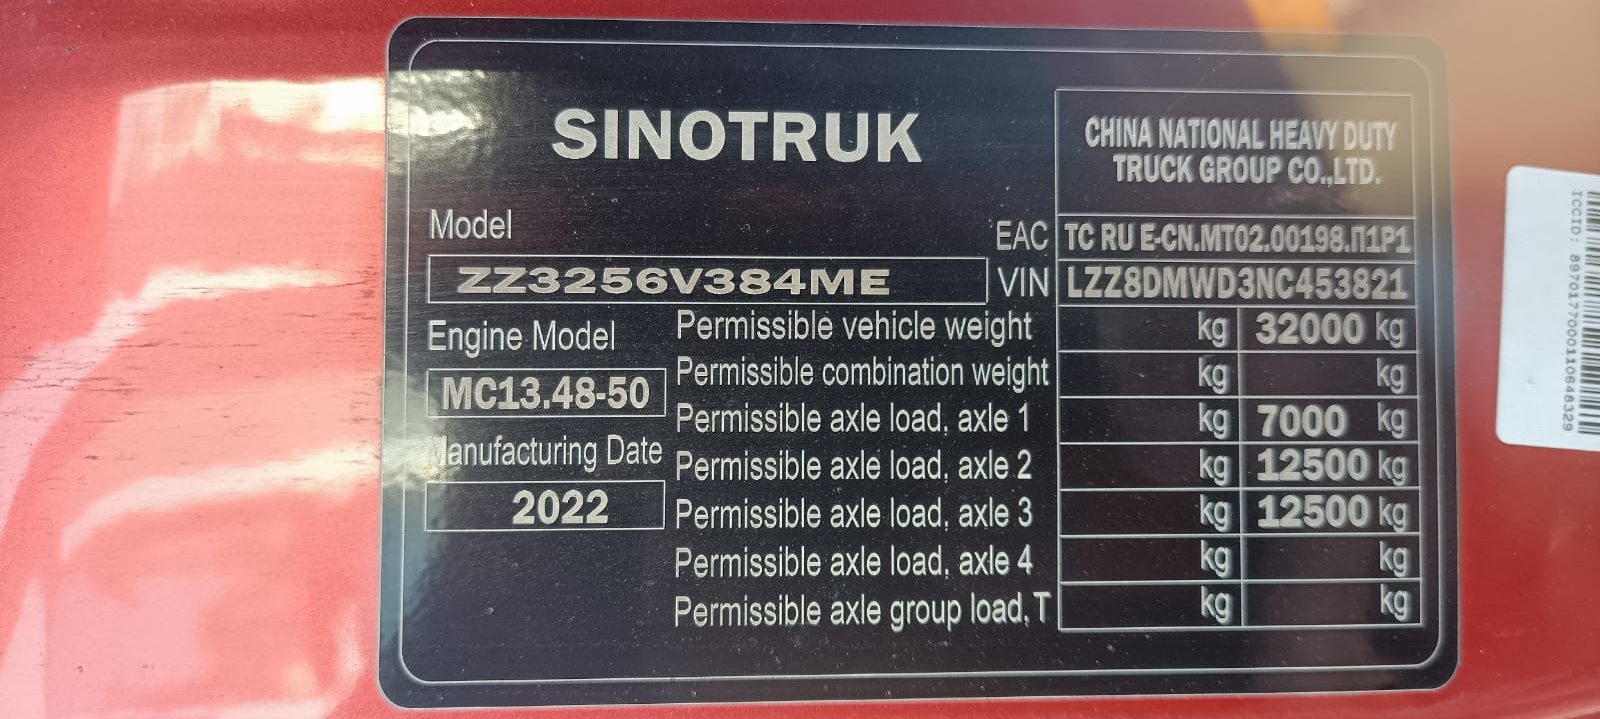 SINOTRUK
CHINA NATIONAL HEAVY DUTY
TRUCK GROUP CO.,LTD.
Model
EAC TC RU E-CN.MT02.00198.П1P1
ZZ3256V384ME
VIN LZZ8DMWD3NC453821
Engine Model
MC13.48-50
Manufacturing Date
2022
Permissible vehicle weight kg 32000 kg
Permissible combination weight kg kg
Permissible axle load, axle 1 kg 7000 kg
Permissible axle load, axle 2 kg 12500 kg
Permissible axle load, axle 3 kg 12500 kg
Permissible axle load, axle 4 kg kg
Permissible axle group load, T kg kg
ICCID: 8970177000110648329